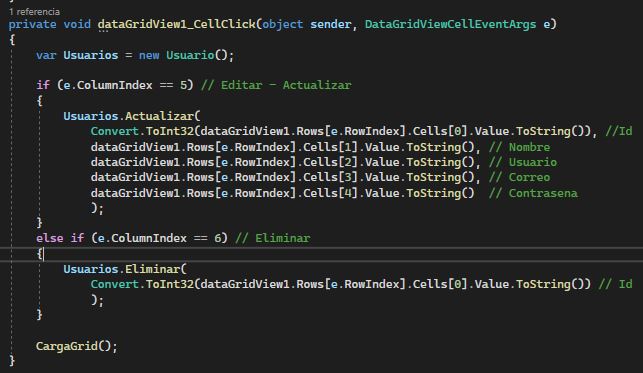 1 referencia
private void dataGridView1_CellClick(object sender, DataGridViewCellEventArgs e)
{
    var Usuarios = new Usuario();

    if (e.ColumnIndex == 5) // Editar - Actualizar
    {
        Usuarios.Actualizar(
            Convert.ToInt32(dataGridView1.Rows[e.RowIndex].Cells[0].Value.ToString()), //Id
            dataGridView1.Rows[e.RowIndex].Cells[1].Value.ToString(), // Nombre
            dataGridView1.Rows[e.RowIndex].Cells[2].Value.ToString(), // Usuario
            dataGridView1.Rows[e.RowIndex].Cells[3].Value.ToString(), // Correo
            dataGridView1.Rows[e.RowIndex].Cells[4].Value.ToString()  // Contrasena
            );
    }
    else if (e.ColumnIndex == 6) // Eliminar
    {
        Usuarios.Eliminar(
            Convert.ToInt32(dataGridView1.Rows[e.RowIndex].Cells[0].Value.ToString()) // Id
            );
    }

    CargaGrid();
}